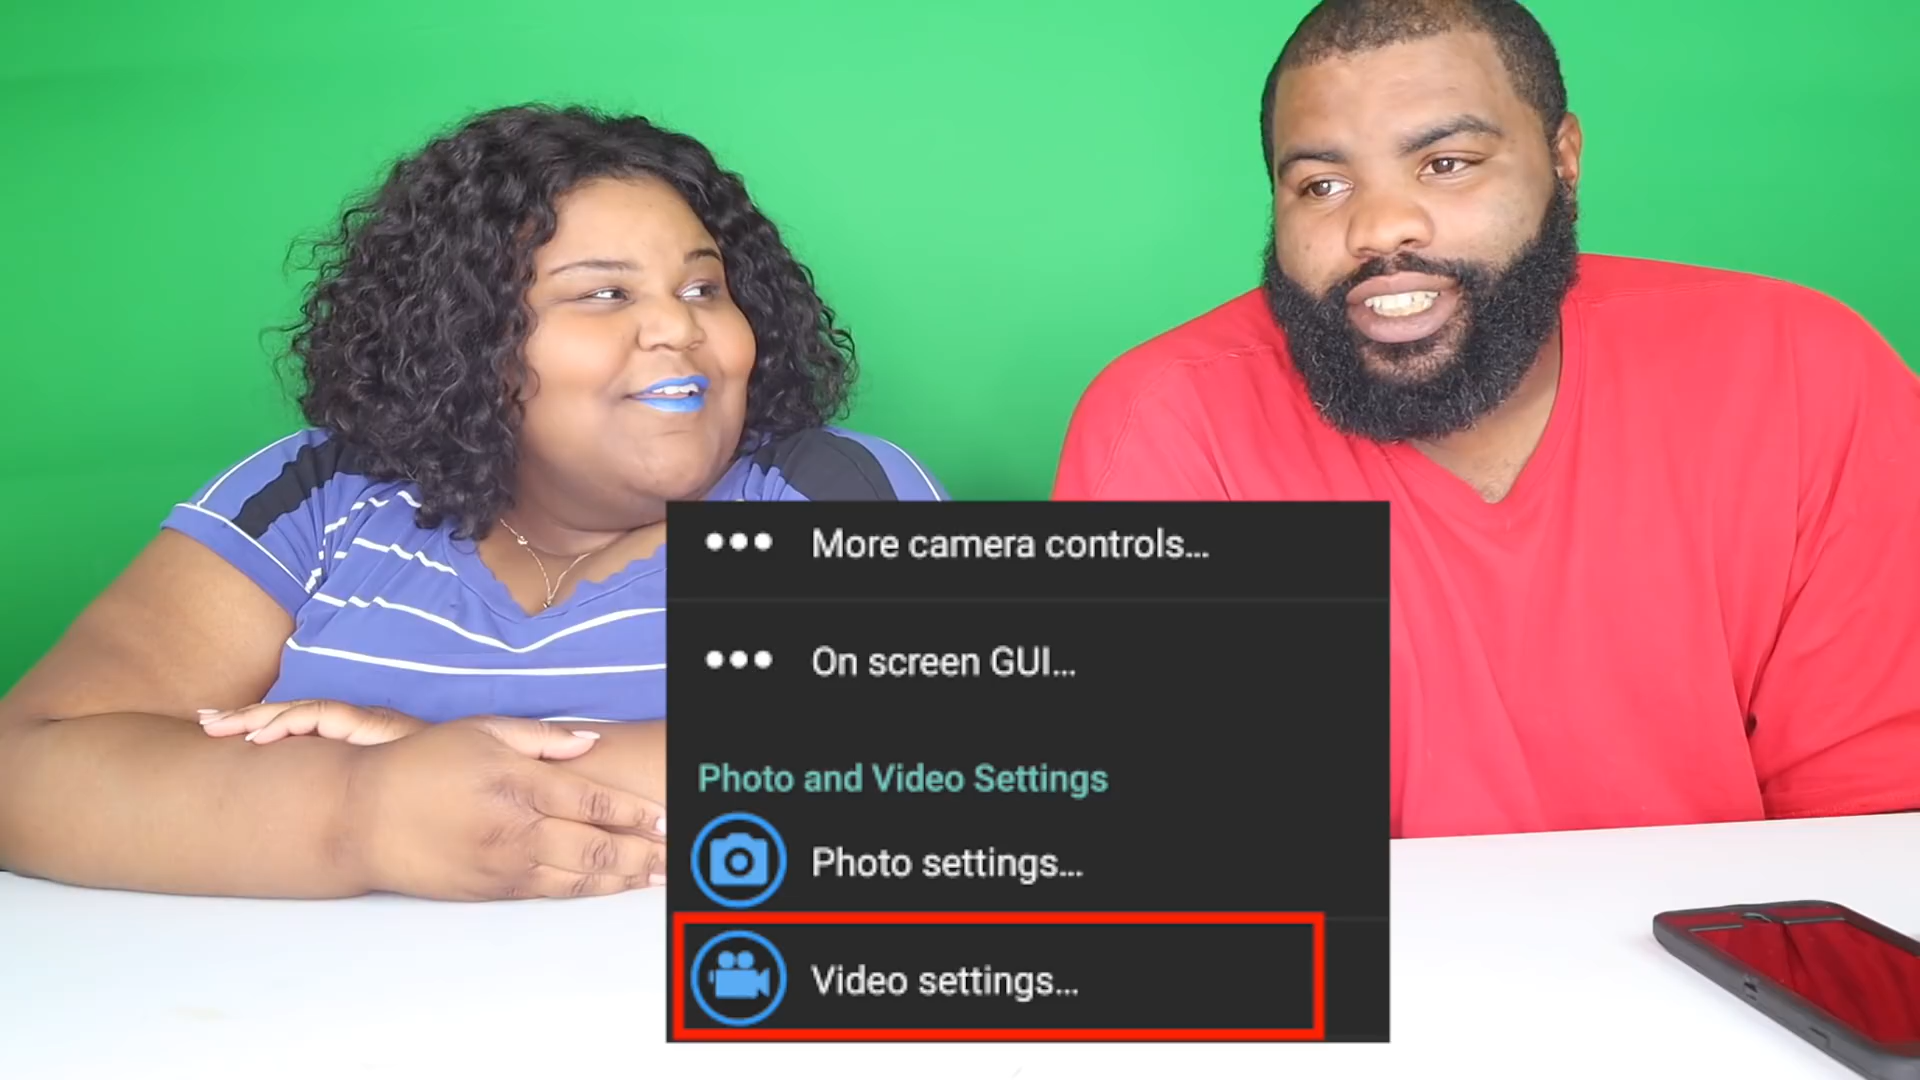 More camera controls...
On screen GUI...
Photo and Video Settings
Photo settings...
Video settings...